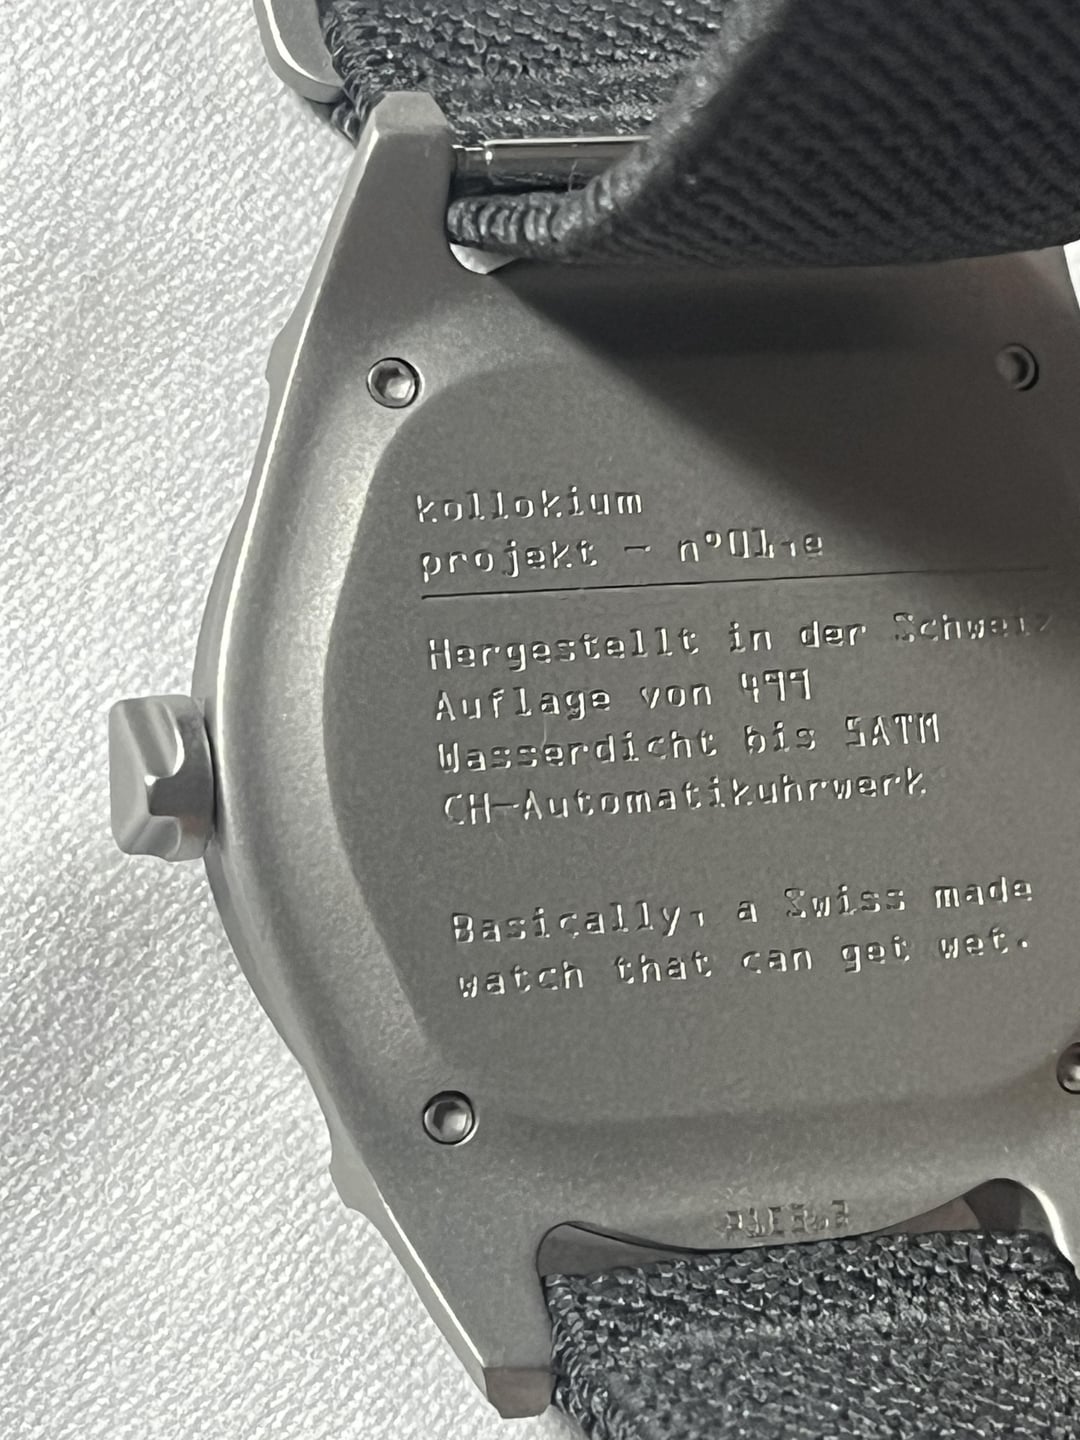 kollokium
projekt - nº01.e
Hergestellt in der Schweiz
Auflage von 499
Wasserdicht bis 5ATM
CH-Automatikuhrwerk
Basically, a Swiss made
watch that can get wet.